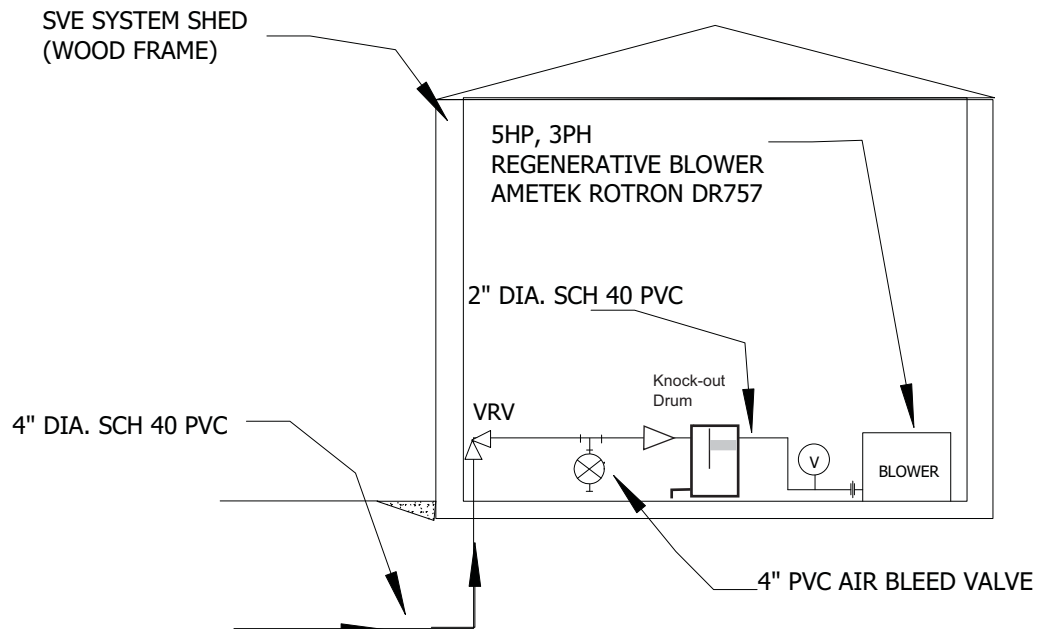 SVE SYSTEM SHED
(WOOD FRAME)
5HP, 3PH
REGENERATIVE BLOWER
AMETEK ROTRON DR757
2" DIA. SCH 40 PVC
Knock-out
Drum
VRV
4" DIA. SCH 40 PVC
V
BLOWER
4" PVC AIR BLEED VALVE